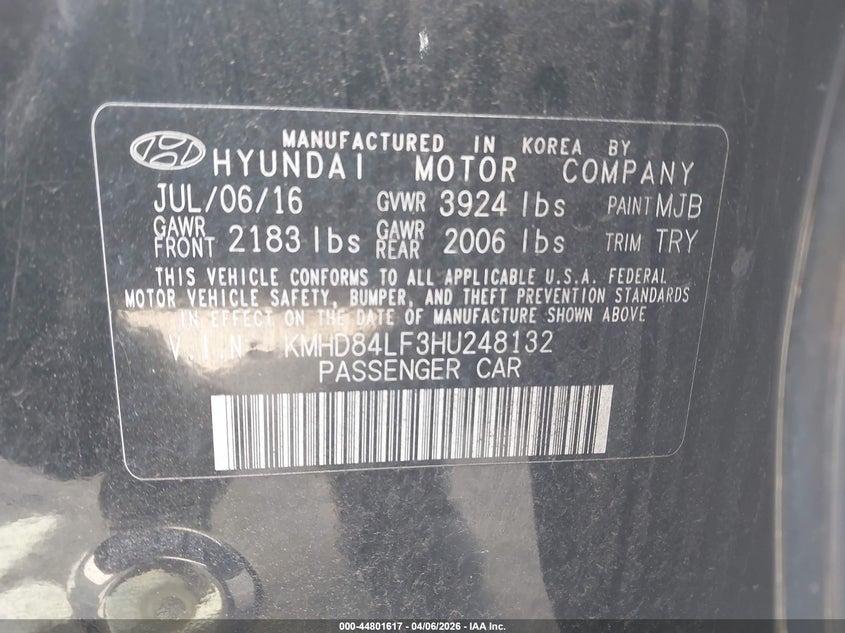 MANUFACTURED IN KOREA BY
HYUNDAI MOTOR COMPANY
JUL/06/16 GVWR 3924 lbs PAINT MJB
GAWR FRONT 2183 lbs GAWR REAR 2006 lbs TRIM TRY
THIS VEHICLE CONFORMS TO ALL APPLICABLE U.S.A. FEDERAL
MOTOR VEHICLE SAFETY, BUMPER, AND THEFT PREVENTION STANDARDS
IN EFFECT ON THE DATE OF MANUFACTURE SHOWN ABOVE
V.I.N KMHD84LF3HU248132
PASSENGER CAR
000-44801617 - 04/06/2026 - IAA Inc.